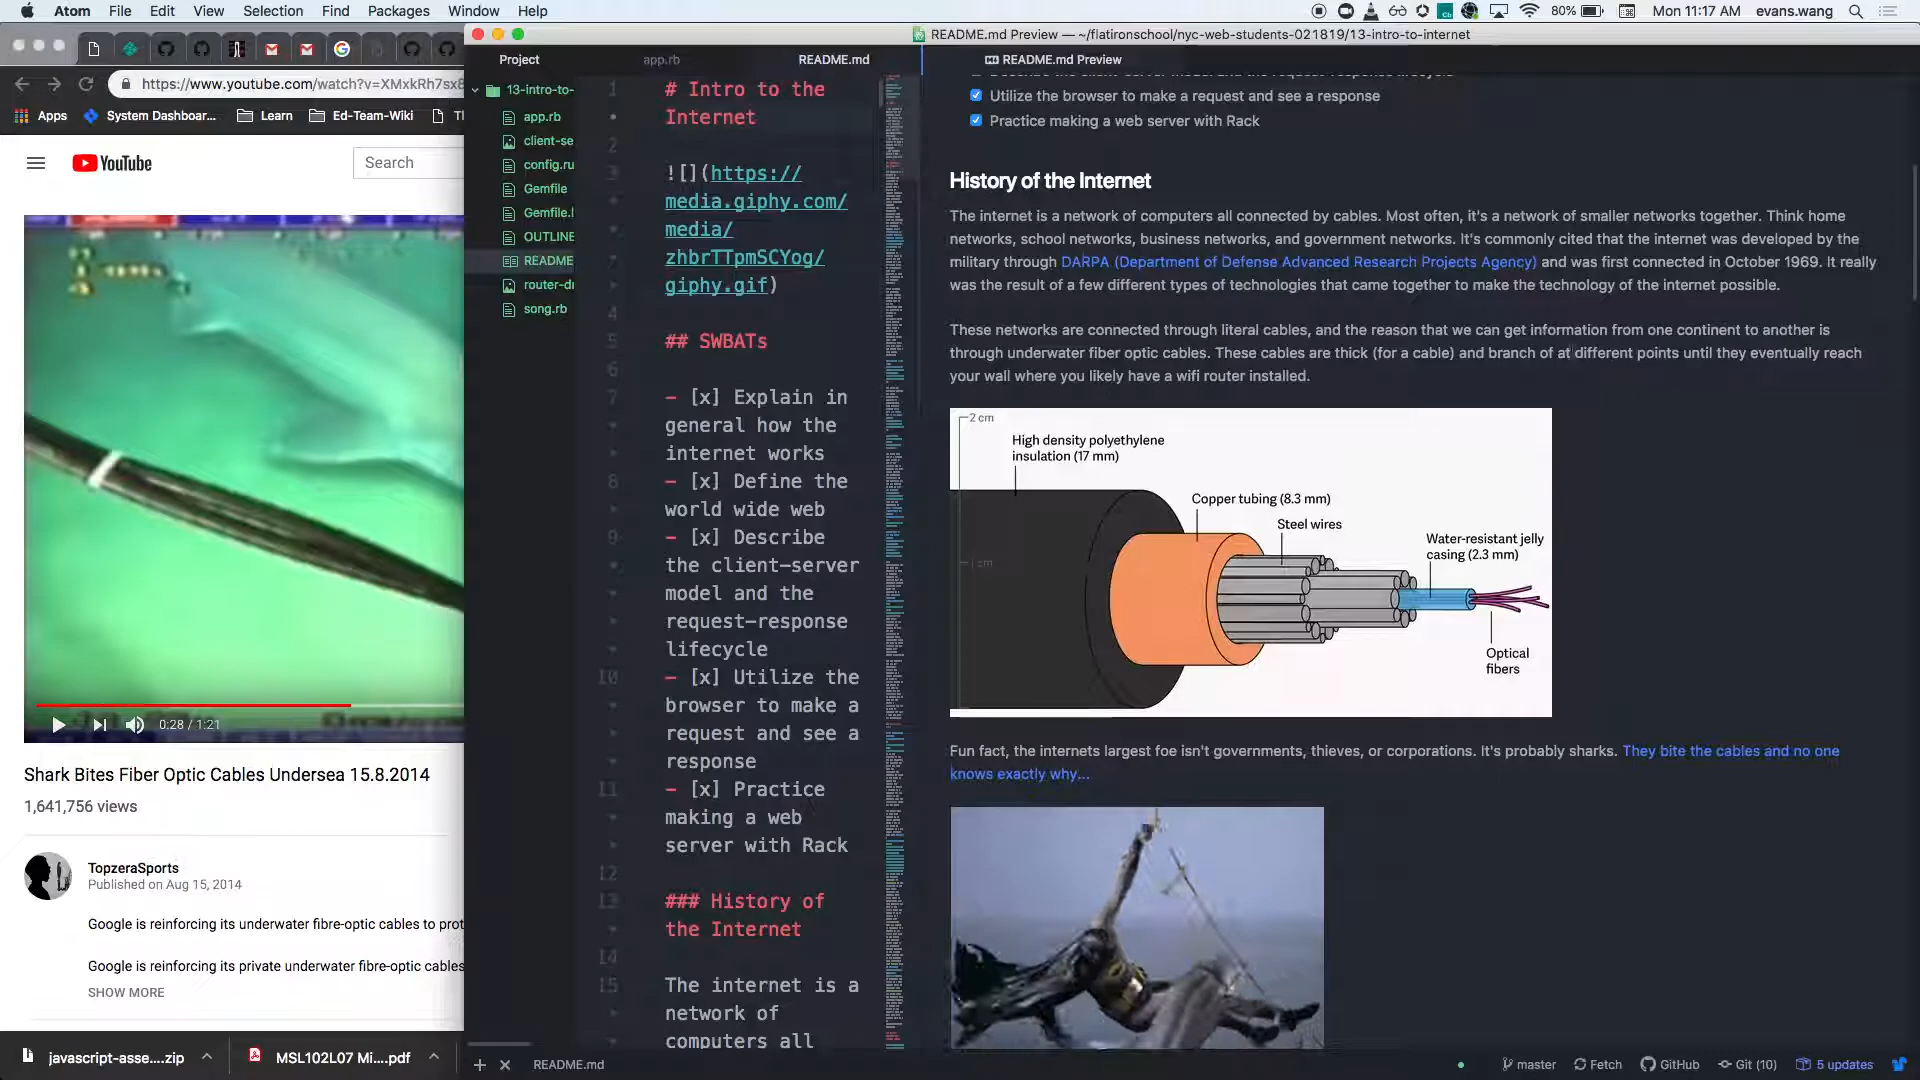 Atom File Edit View Selection Find Packages Window Help
80% Mon 11:17 AM evans.wang
README.md Preview — ~/flatironschool/nyc-web-students-021819/13-intro-to-internet
https://www.youtube.com/watch?v=XMxkRh7sx
Apps System Dashboar... Learn Ed-Team-Wiki
YouTube
Search
0:28 / 1:21
Shark Bites Fiber Optic Cables Undersea 15.8.2014
1,641,756 views
TopzeraSports
Published on Aug 15, 2014
Google is reinforcing its underwater fibre-optic cables to prot
Google is reinforcing its private underwater fibre-optic cables
SHOW MORE
javascript-asse....zip
MSL102L07 Mi....pdf
Project
13-intro-to-
app.rb
client-se
config.ru
Gemfile
Gemfile.l
OUTLINE
README
router-di
song.rb
app.rb README.md
1 # Intro to the
Internet
2
3 ![](https://
media.giphy.com/
media/
zhbrTTpmSCYog/
giphy.gif)
4
5 ## SWBATs
6
7 - [x] Explain in
general how the
internet works
8 - [x] Define the
world wide web
9 - [x] Describe
the client-server
model and the
request-response
lifecycle
10 - [x] Utilize the
browser to make a
request and see a
response
11 - [x] Practice
making a web
server with Rack
12
13 ### History of
the Internet
14
15 The internet is a
network of
computers all
README.md Preview
Utilize the browser to make a request and see a response
Practice making a web server with Rack
History of the Internet
The internet is a network of computers all connected by cables. Most often, it's a network of smaller networks together. Think home
networks, school networks, business networks, and government networks. It's commonly cited that the internet was developed by the
military through DARPA (Department of Defense Advanced Research Projects Agency) and was first connected in October 1969. It really
was the result of a few different types of technologies that came together to make the technology of the internet possible.
These networks are connected through literal cables, and the reason that we can get information from one continent to another is
through underwater fiber optic cables. These cables are thick (for a cable) and branch of at different points until they eventually reach
your wall where you likely have a wifi router installed.
2 cm
High density polyethylene
insulation (17 mm)
Copper tubing (8.3 mm)
Steel wires
Water-resistant jelly
casing (2.3 mm)
1 cm
Optical
fibers
Fun fact, the internets largest foe isn't governments, thieves, or corporations. It's probably sharks. They bite the cables and no one
knows exactly why...
README.md
master Fetch GitHub Git (10) 5 updates